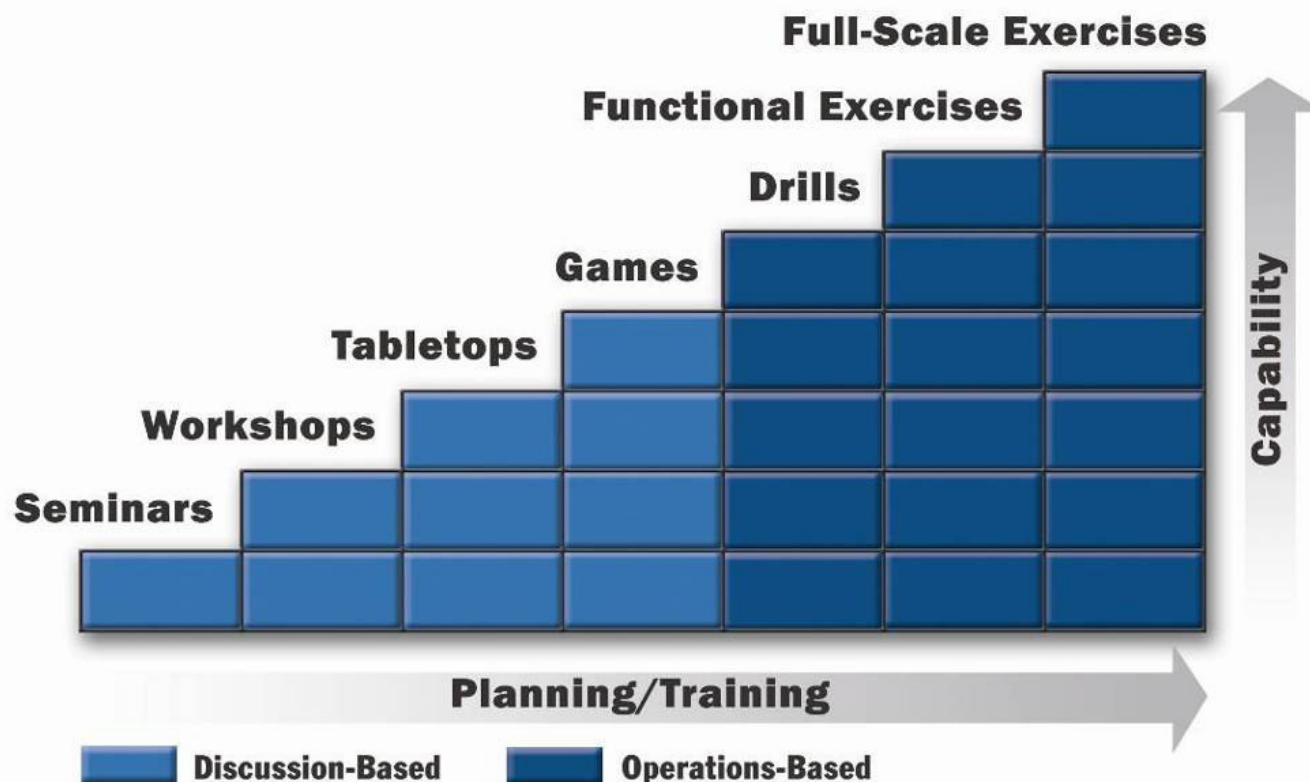 Full-Scale Exercises
Functional Exercises
Drills
Games
Tabletops
Workshops
Seminars
Capability
Planning/Training
Discussion-Based
Operations-Based